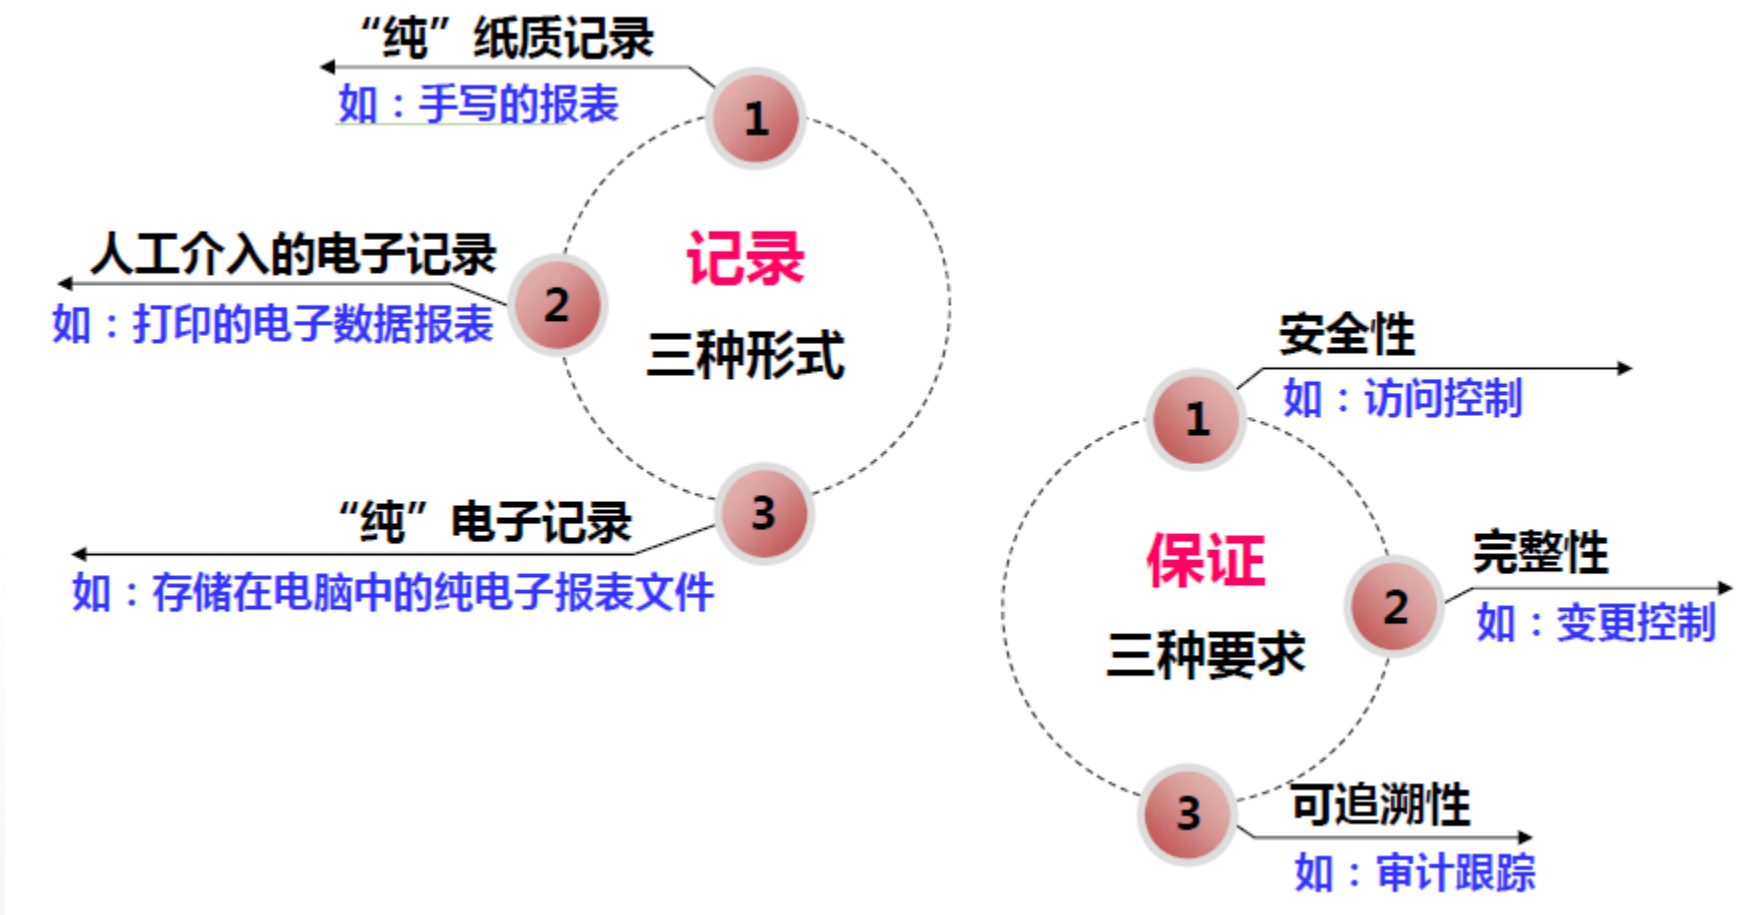 “纯”纸质记录
如：手写的报表
1
人工介入的电子记录
如：打印的电子数据报表
2
记录
三种形式
“纯”电子记录
如：存储在电脑中的纯电子报表文件
3
安全性
如：访问控制
1
保证
三种要求
完整性
如：变更控制
2
可追溯性
如：审计跟踪
3